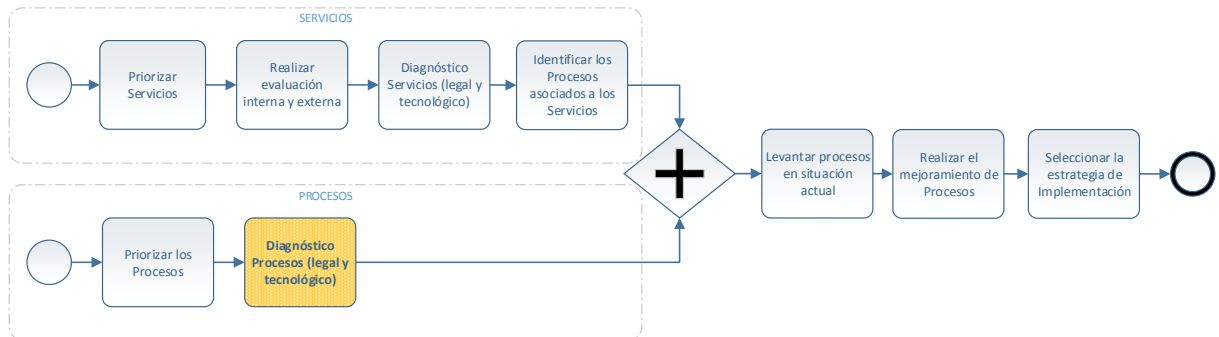 SERVICIOS
Priorizar
Servicios
Realizar
evaluación
interna y externa
Diagnóstico
Servicios (legal y
tecnológico)
Identificar los
Procesos
asociados a los
Servicios
Levantar procesos
en situación
actual
Realizar el
mejoramiento de
Procesos
Seleccionar la
estrategia de
Implementación
PROCESOS
Priorizar los
Procesos
Diagnóstico
Procesos (legal y
tecnológico)